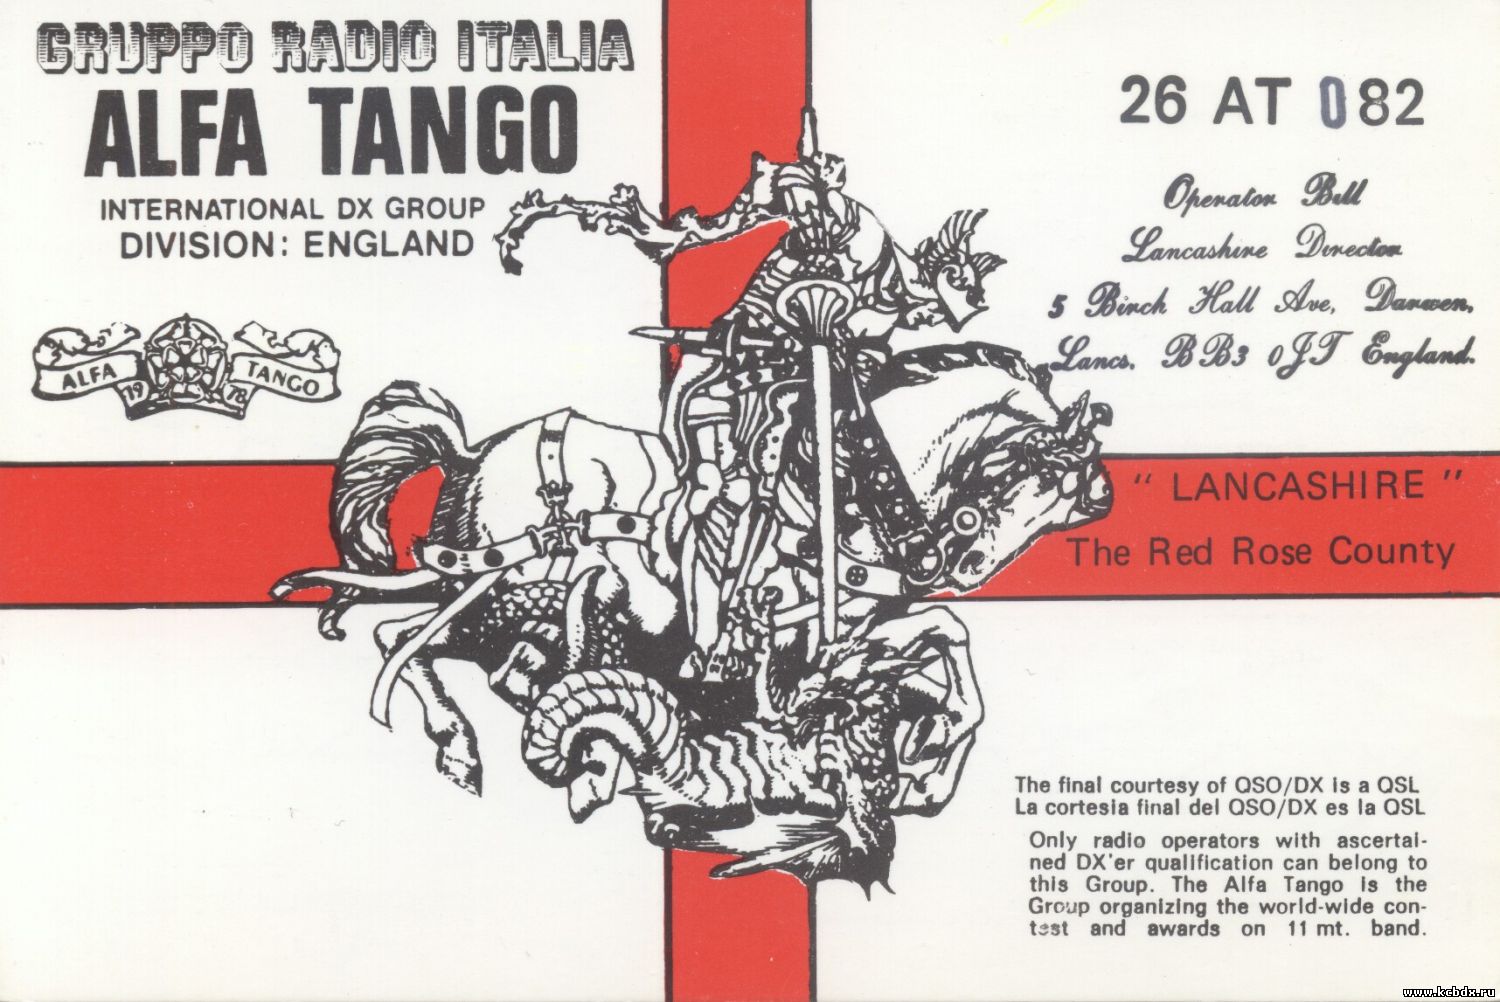 GRUPPO RADIO ITALIA
ALFA TANGO
INTERNATIONAL DX GROUP
DIVISION: ENGLAND
ALFA TANGO
1978
26 AT 082
Operator Bill
Lancashire Director
5 Birch Hall Ave, Darwen,
Lancs. BB3 0JT England.
" LANCASHIRE "
The Red Rose County
The final courtesy of QSO/DX is a QSL
La cortesia final del QSO/DX es la QSL
Only radio operators with ascertai-
ned DX'er qualification can belong to
this Group. The Alfa Tango is the
Group organizing the world-wide con-
test and awards on 11 mt. band.
www.kcbdx.ru